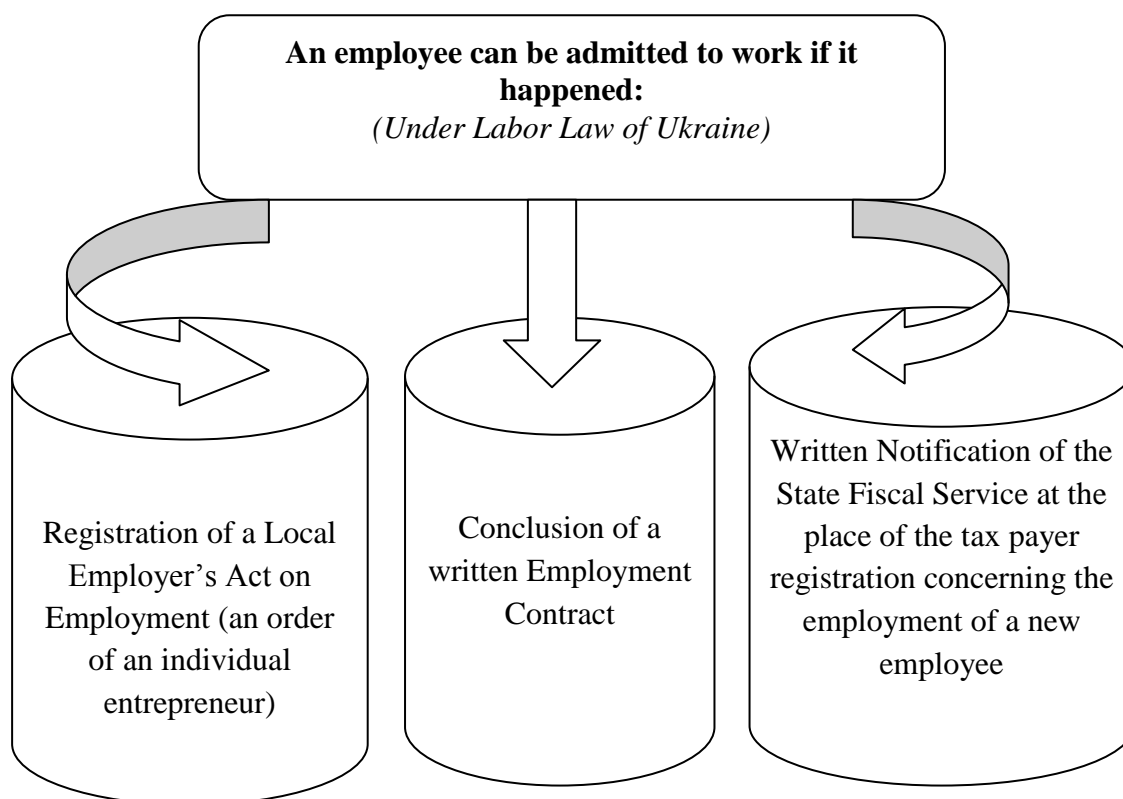 An employee can be admitted to work if it
happened:
(Under Labor Law of Ukraine)
Registration of a Local
Employer’s Act on
Employment (an order
of an individual
entrepreneur)
Conclusion of a
written Employment
Contract
Written Notification of the
State Fiscal Service at the
place of the tax payer
registration concerning the
employment of a new
employee